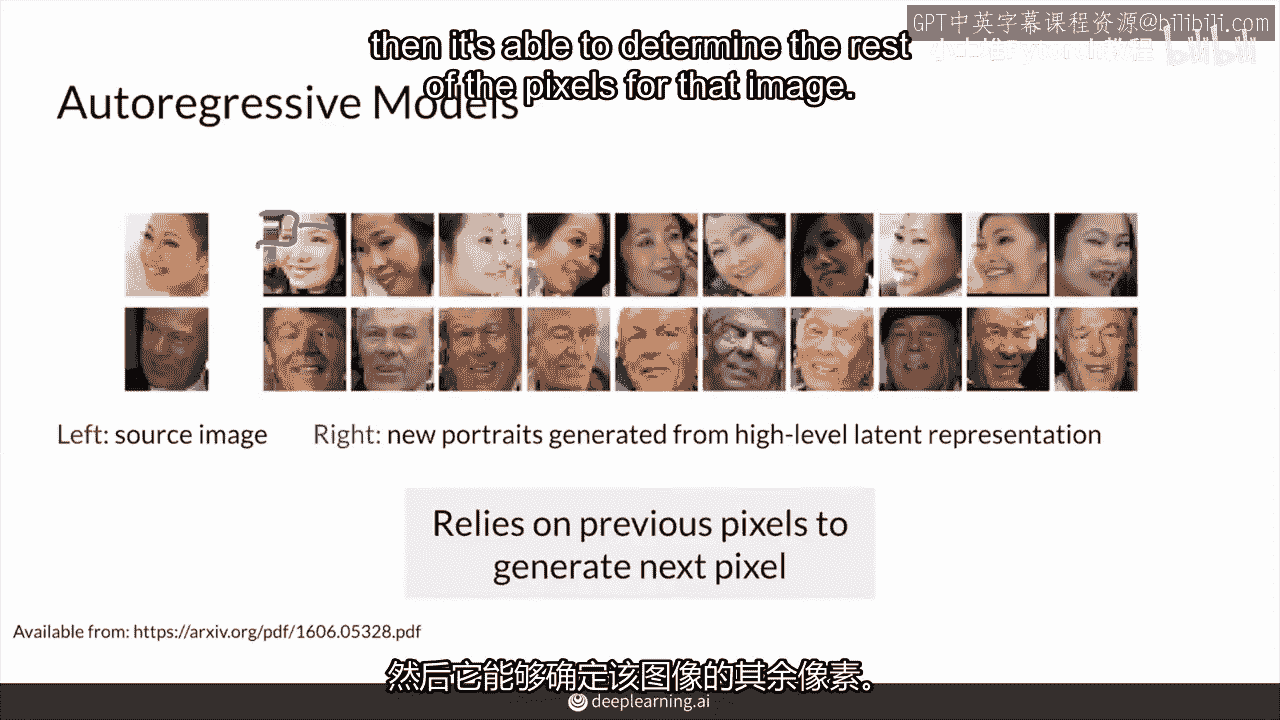 GPT中英字幕课程资源@bilibili.com
then it's able to determine the rest
of the pixels for that image.
Autoregressive Models
Left: source image
Right: new portraits generated from high-level latent representation
Relies on previous pixels to
generate next pixel
Available from: https://arxiv.org/pdf/1606.05328.pdf
然后它能够确定该图像的其余像素。
deeplearning.ai